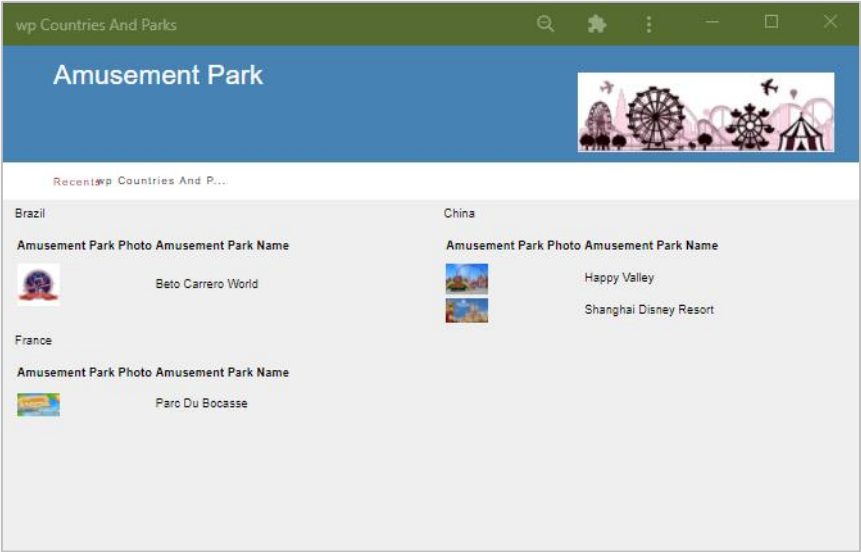 wp Countries And Parks
Amusement Park
Recents wp Countries And P....
Brazil
Amusement Park Photo Amusement Park Name
Beto Carrero World
France
Amusement Park Photo Amusement Park Name
Parc Du Bocasse
China
Amusement Park Photo Amusement Park Name
Happy Valley
Shanghai Disney Resort